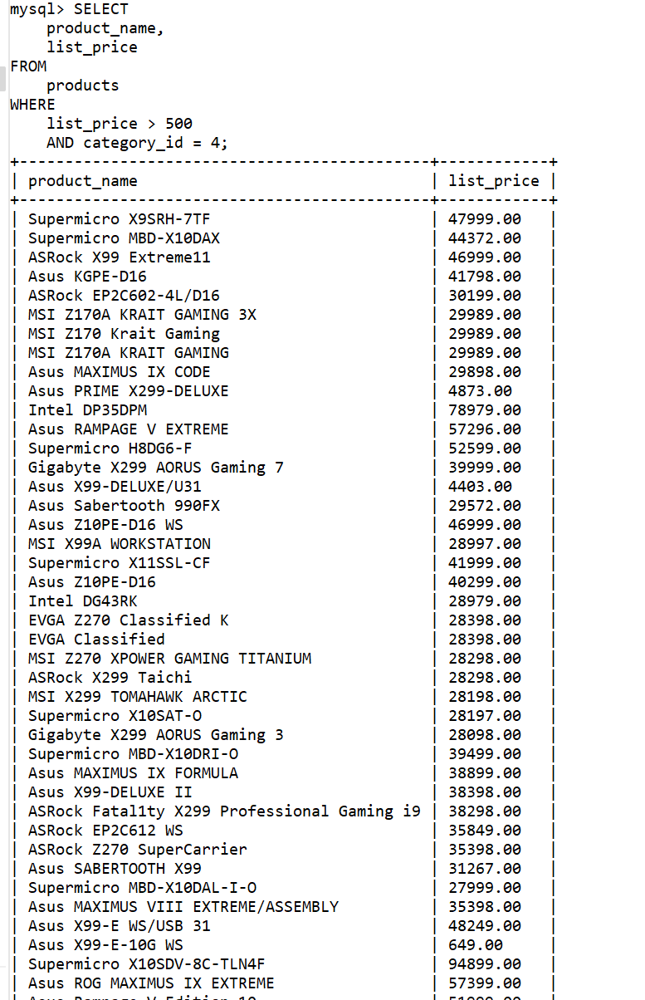 mysql> SELECT
    product_name,
    list_price
FROM
    products
WHERE
    list_price > 500
    AND category_id = 4;
+---------------------------------------------+------------+
| product_name                                | list_price |
+---------------------------------------------+------------+
| Supermicro X9SRH-7TF                        | 47999.00   |
| Supermicro MBD-X10DAX                       | 44372.00   |
| ASRock X99 Extreme11                        | 46999.00   |
| Asus KGPE-D16                               | 41798.00   |
| ASRock EP2C602-4L/D16                       | 30199.00   |
| MSI Z170A KRAIT GAMING 3X                   | 29989.00   |
| MSI Z170 Krait Gaming                       | 29989.00   |
| MSI Z170A KRAIT GAMING                      | 29989.00   |
| Asus MAXIMUS IX CODE                        | 29898.00   |
| Asus PRIME X299-DELUXE                      | 4873.00    |
| Intel DP35DPM                               | 78979.00   |
| Asus RAMPAGE V EXTREME                      | 57296.00   |
| Supermicro H8DG6-F                          | 52599.00   |
| Gigabyte X299 AORUS Gaming 7                | 39999.00   |
| Asus X99-DELUXE/U31                         | 4403.00    |
| Asus Sabertooth 990FX                       | 29572.00   |
| Asus Z10PE-D16 WS                           | 46999.00   |
| MSI X99A WORKSTATION                        | 28997.00   |
| Supermicro X11SSL-CF                        | 41999.00   |
| Asus Z10PE-D16                              | 40299.00   |
| Intel DG43RK                                | 28979.00   |
| EVGA Z270 Classified K                      | 28398.00   |
| EVGA Classified                             | 28398.00   |
| MSI Z270 XPOWER GAMING TITANIUM             | 28298.00   |
| ASRock X299 Taichi                          | 28298.00   |
| MSI X299 TOMAHAWK ARCTIC                    | 28198.00   |
| Supermicro X10SAT-O                         | 28197.00   |
| Gigabyte X299 AORUS Gaming 3                | 28098.00   |
| Supermicro MBD-X10DRI-O                     | 39499.00   |
| Asus MAXIMUS IX FORMULA                     | 38899.00   |
| Asus X99-DELUXE II                          | 38398.00   |
| ASRock Fatal1ty X299 Professional Gaming i9 | 38298.00   |
| ASRock EP2C612 WS                           | 35849.00   |
| ASRock Z270 SuperCarrier                    | 35398.00   |
| Asus SABERTOOTH X99                         | 31267.00   |
| Supermicro MBD-X10DAL-I-O                   | 27999.00   |
| Asus MAXIMUS VIII EXTREME/ASSEMBLY          | 35398.00   |
| Asus X99-E WS/USB 31                        | 48249.00   |
| Asus X99-E-10G WS                           | 649.00     |
| Supermicro X10SDV-8C-TLN4F                  | 94899.00   |
| Asus ROG MAXIMUS IX EXTREME                 | 57399.00   |